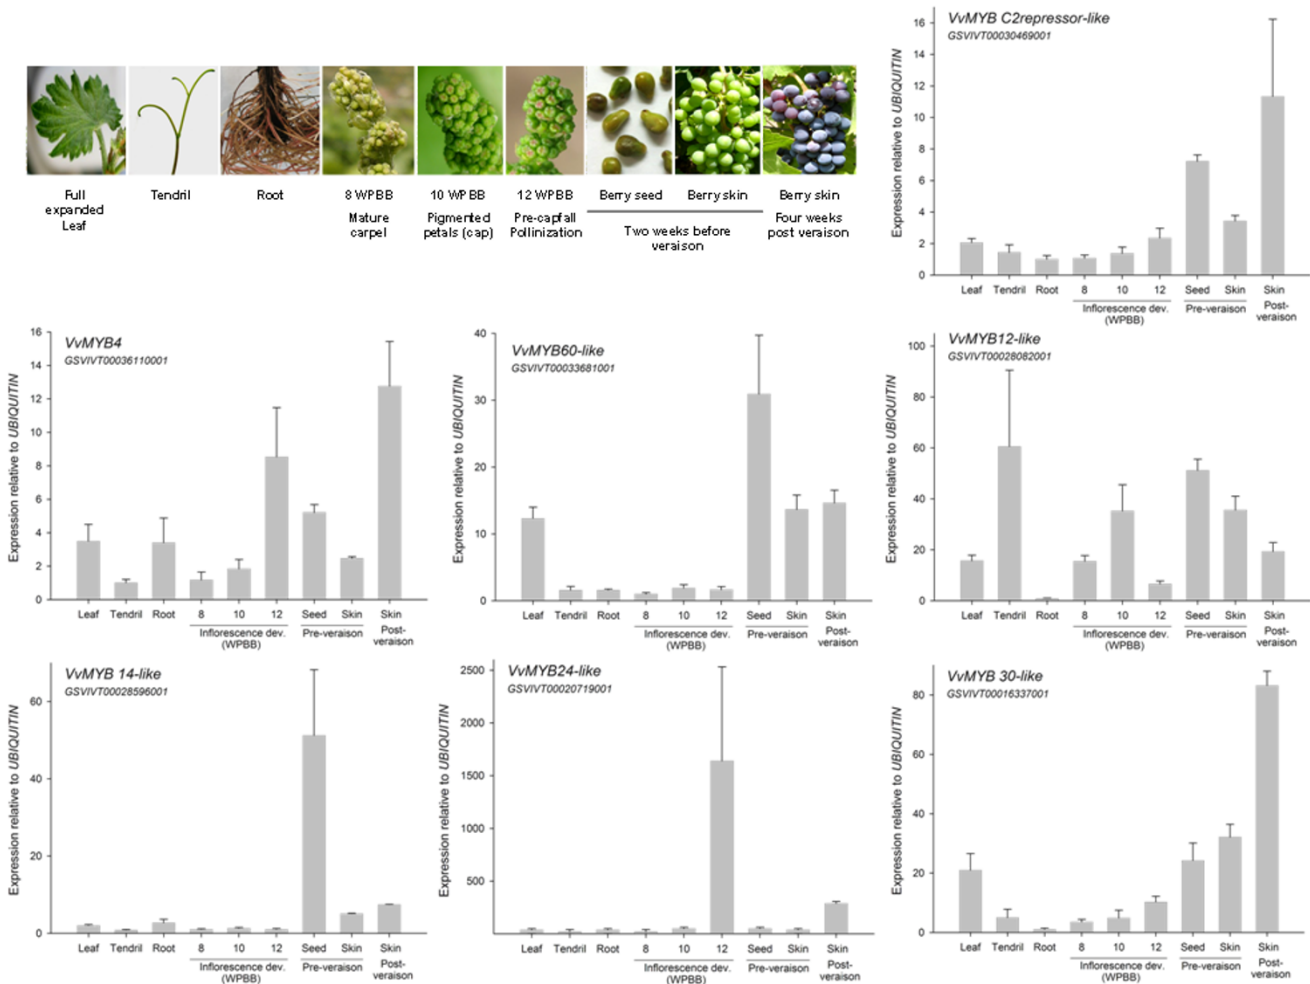 Full
expanded
Leaf
Tendril
Root
8 WPBB
Mature
carpel
10 WPBB
Pigmented
petals (cap)
12 WPBB
Pre-capfall
Pollinization
Berry seed
Berry skin
Two weeks before
veraison
Berry skin
Four weeks
post veraison
VvMYB C2repressor-like
GSVIVT00030469001
Expression relative to UBIQUITIN
16
14
12
10
8
6
4
2
0
Leaf Tendril Root 8 10 12 Seed Skin Skin
Inflorescence dev. Pre-veraison Post-
(WPBB) veraison
VvMYB4
GSVIVT00036110001
Expression relative to UBIQUITIN
16
14
12
10
8
6
4
2
0
Leaf Tendril Root 8 10 12 Seed Skin Skin
Inflorescence dev. Pre-veraison Post-
(WPBB) veraison
VvMYB60-like
GSVIVT00033681001
Expression relative to UBIQUITIN
40
30
20
10
0
Leaf Tendril Root 8 10 12 Seed Skin Skin
Inflorescence dev. Pre-veraison Post-
(WPBB) veraison
VvMYB12-like
GSVIVT00028082001
Expression relative to UBIQUITIN
100
80
60
40
20
0
Leaf Tendril Root 8 10 12 Seed Skin Skin
Inflorescence dev. Pre-veraison Post-
(WPBB) veraison
VvMYB 14-like
GSVIVT00028596001
Expression relative to UBIQUITIN
60
40
20
0
Leaf Tendril Root 8 10 12 Seed Skin Skin
Inflorescence dev. Pre-veraison Post-
(WPBB) veraison
VvMYB24-like
GSVIVT00020719001
Expression relative to UBIQUITIN
2500
2000
1500
1000
500
Leaf Tendril Root 8 10 12 Seed Skin Skin
Inflorescence dev. Pre-veraison Post-
(WPBB) veraison
VvMYB 30-like
GSVIVT00016337001
Expression relative to UBIQUITIN
80
60
40
20
0
Leaf Tendril Root 8 10 12 Seed Skin Skin
Inflorescence dev. Pre-veraison Post-
(WPBB) veraison